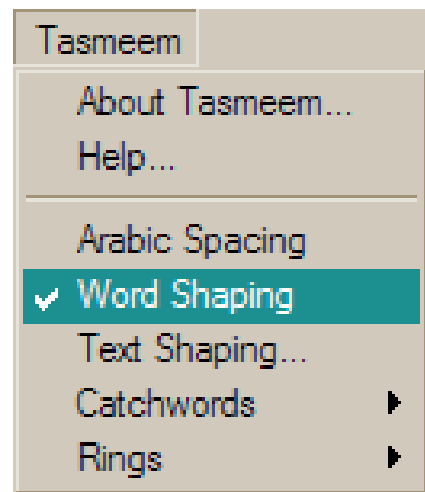 Tasmeem
About Tasmeem...
Help...
Arabic Spacing
Word Shaping
Text Shaping...
Catchwords
Rings